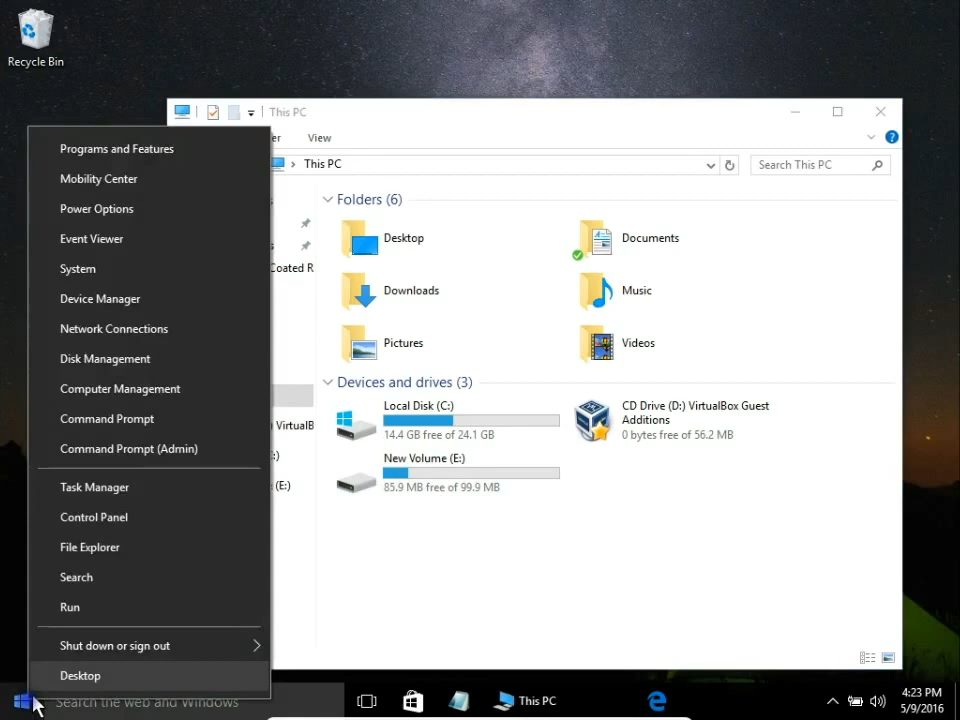 Recycle Bin
This PC
er
View
This PC
Search This PC
Programs and Features
Mobility Center
Power Options
Event Viewer
System
Device Manager
Network Connections
Disk Management
Computer Management
Command Prompt
Command Prompt (Admin)
Task Manager
Control Panel
File Explorer
Search
Run
Shut down or sign out
Desktop
Coated R
) VirtualB
:)
(E:)
Folders (6)
Desktop
Documents
Downloads
Music
Pictures
Videos
Devices and drives (3)
Local Disk (C:)
14.4 GB free of 24.1 GB
CD Drive (D:) VirtualBox Guest
Additions
0 bytes free of 56.2 MB
New Volume (E:)
85.9 MB free of 99.9 MB
Search the web and Windows
This PC
4:23 PM
5/9/2016